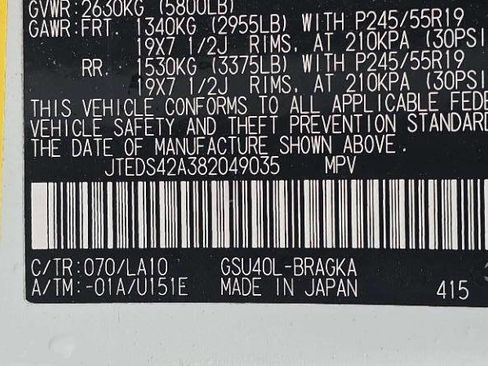 GVWR: 2630KG (5800LB)
GAWR: FRT. 1340KG (2955LB) WITH P245/55R19
19X7 1/2J RIMS, AT 210KPA (30PSI
RR. 1530KG (3375LB) WITH P245/55R19
19X7 1/2J RIMS, AT 210KPA (30PSI
THIS VEHICLE CONFORMS TO ALL APPLICABLE FEDE
VEHICLE SAFETY AND THEFT PREVENTION STANDAR
THE DATE OF MANUFACTURE SHOWN ABOVE.
JTEDS42A382049035 MPV
C/TR: 070/LA10 GSU40L-BRAGKA
A/TM: -01A/U151E MADE IN JAPAN 415